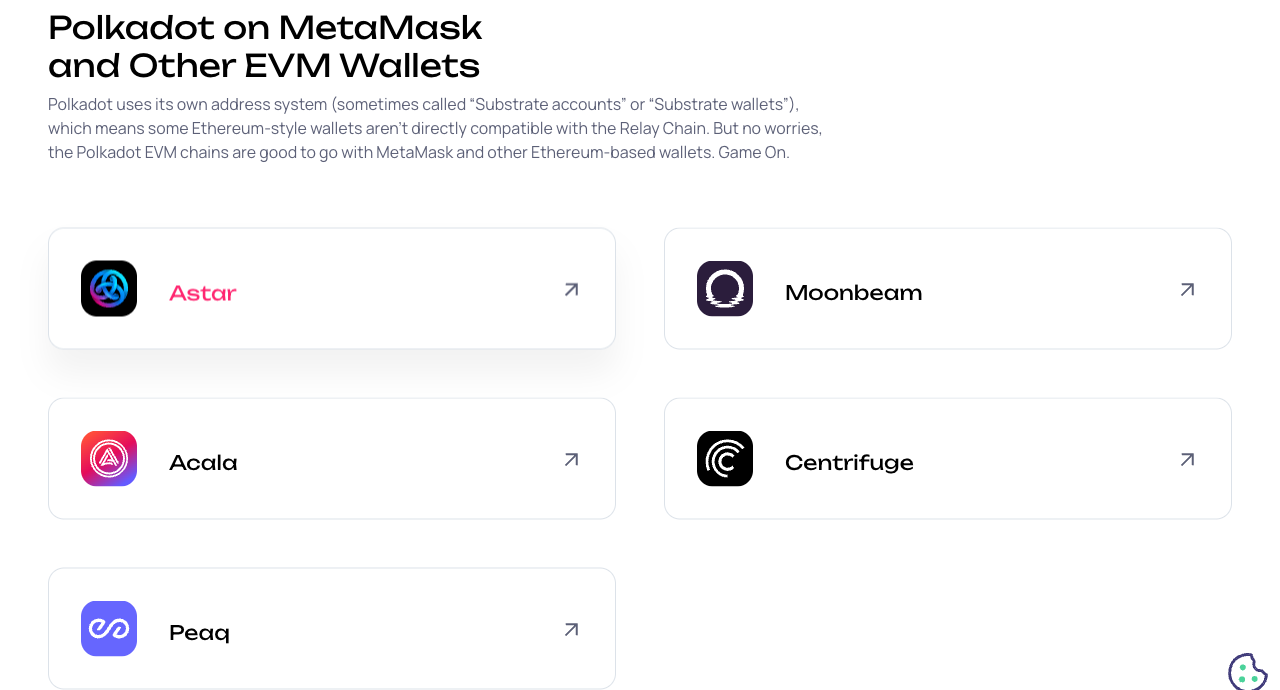 Polkadot on MetaMask
and Other EVM Wallets
Polkadot uses its own address system (sometimes called “Substrate accounts” or “Substrate wallets”),
which means some Ethereum-style wallets aren’t directly compatible with the Relay Chain. But no worries,
the Polkadot EVM chains are good to go with MetaMask and other Ethereum-based wallets. Game On.
Astar
Moonbeam
Acala
Centrifuge
Peaq